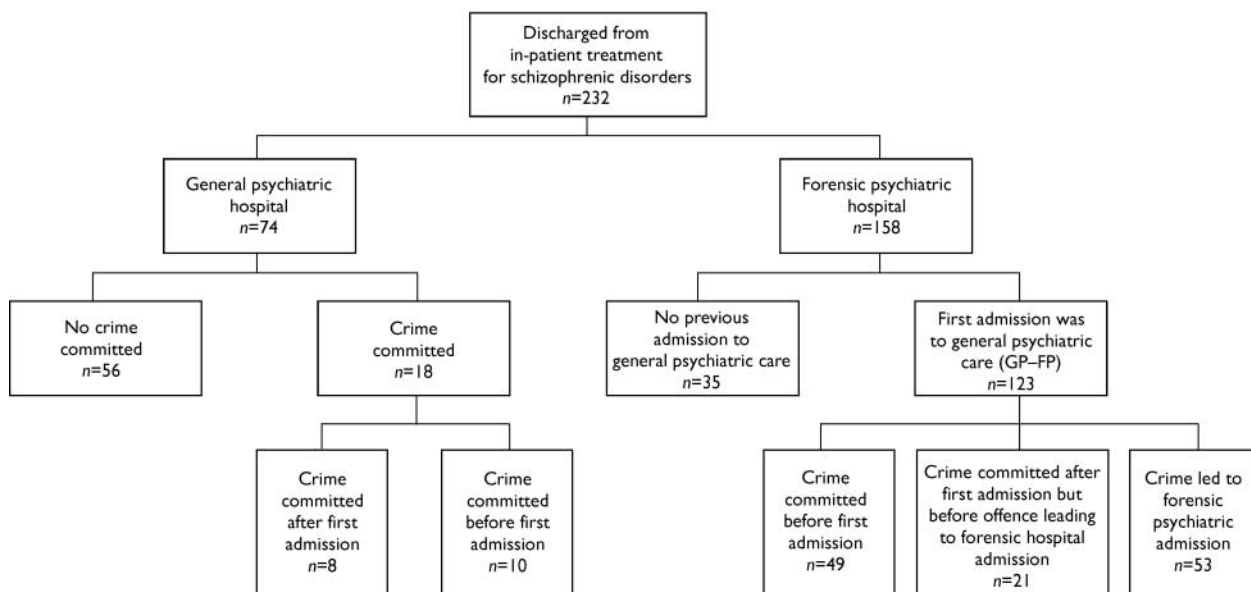 Discharged from
in-patient treatment
for schizophrenic disorders
n=232
General psychiatric
hospital
n=74
Forensic psychiatric
hospital
n=158
No crime
committed
n=56
Crime
committed
n=18
No previous
admission to
general psychiatric care
n=35
First admission was
to general psychiatric
care (GP–FP)
n=123
Crime
committed
after first
admission
n=8
Crime
committed
before first
admission
n=10
Crime
committed
before first
admission
n=49
Crime committed after
first admission but
before offence leading
to forensic hospital
admission
n=21
Crime led to
forensic
psychiatric
admission
n=53